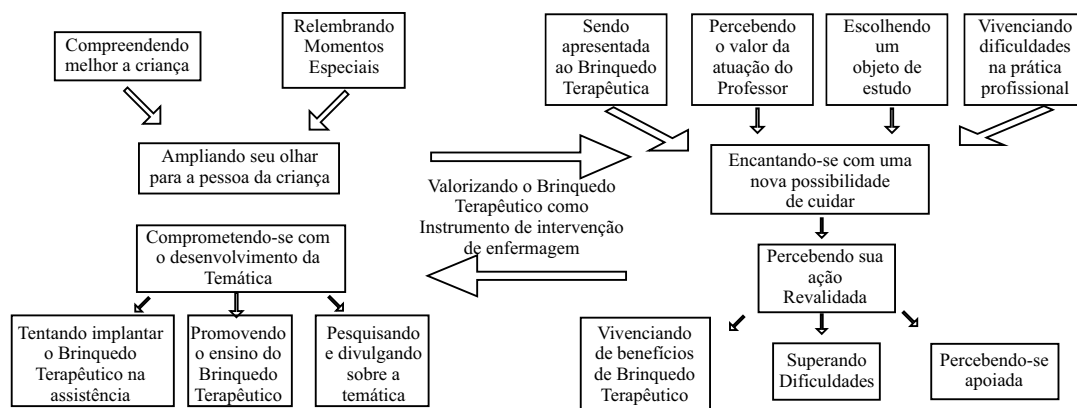 Compreendendo
melhor a criança
Relembrando
Momentos
Especiais
Ampliando seu olhar
para a pessoa da criança
Comprometendo-se com
o desenvolvimento da
Temática
Tentando implantar
o Brinquedo
Terapêutico na
assistência
Promovendo
o ensino do
Brinquedo
Terapêutico
Pesquisando
e divulgando
sobre a
temática
Valorizando o Brinquedo
Terapêutico como
Instrumento de intervenção
de enfermagem
Sendo
apresentada
ao Brinquedo
Terapêutica
Percebendo
o valor da
atuação do
Professor
Escolhendo
um
objeto de
estudo
Vivenciando
dificuldades
na prática
profissional
Encantando-se com uma
nova possibilidade
de cuidar
Percebendo sua
ação
Revalidada
Vivenciando
de benefícios
de Brinquedo
Terapêutico
Superando
Dificuldades
Percebendo-se
apoiada